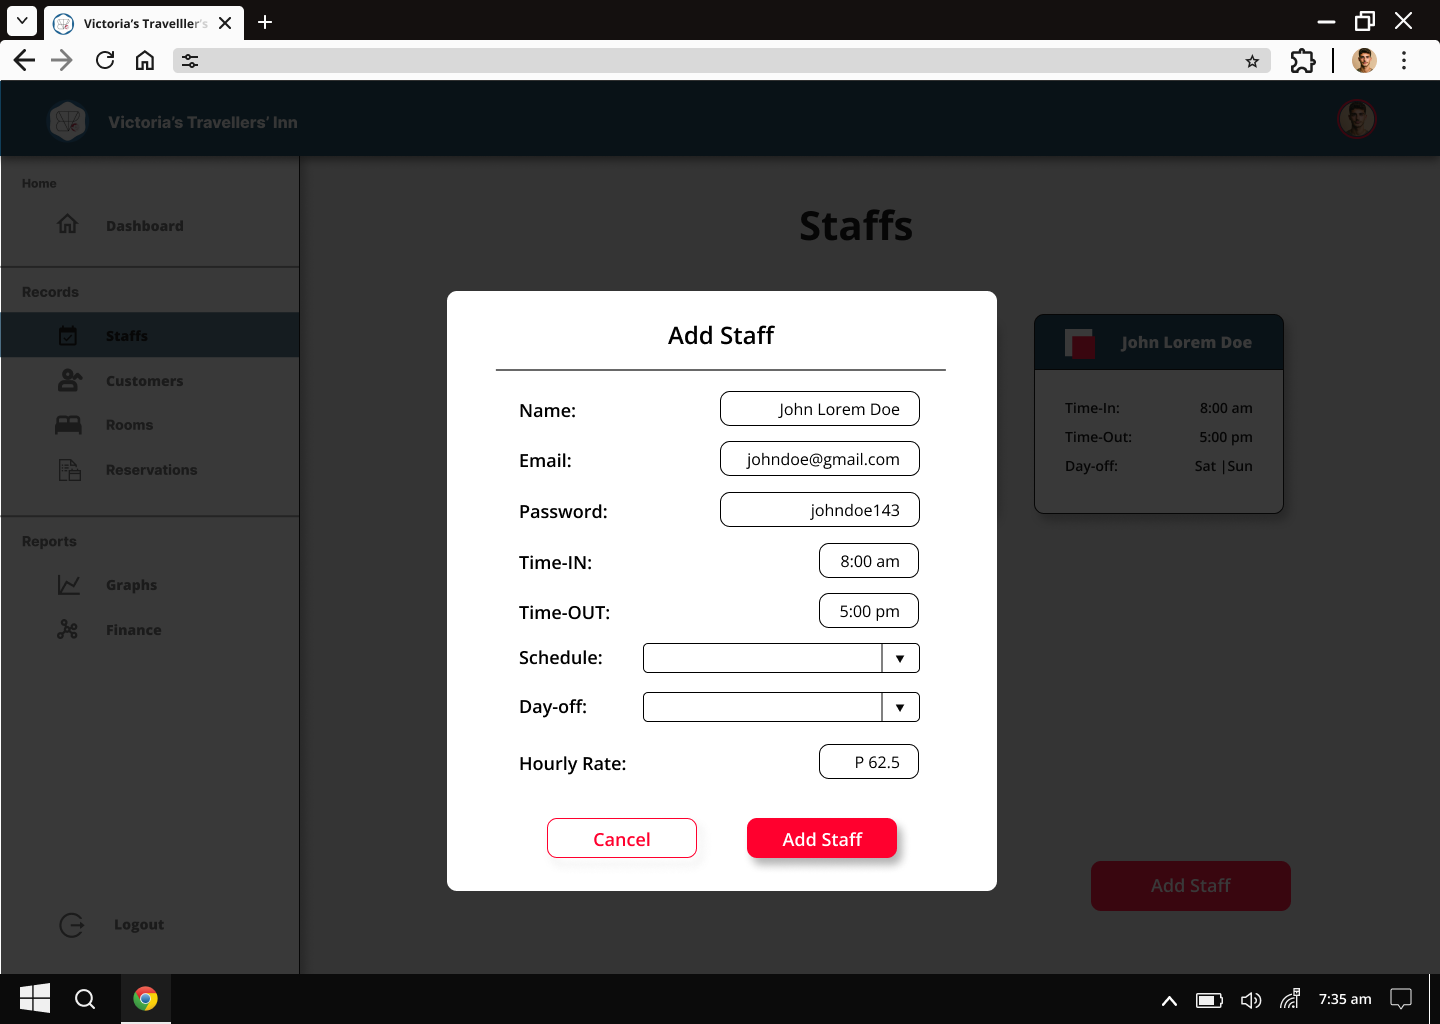 Victoria's Travelller's
Victoria's Travellers' Inn
Home
Dashboard
Records
Staffs
Customers
Rooms
Reservations
Reports
Graphs
Finance
Logout
Staffs
John Lorem Doe
Time-In: 8:00 am
Time-Out: 5:00 pm
Day-off: Sat |Sun
Add Staff
Add Staff
Name: John Lorem Doe
Email: johndoe@gmail.com
Password: johndoe143
Time-IN: 8:00 am
Time-OUT: 5:00 pm
Schedule:
Day-off:
Hourly Rate: P 62.5
Cancel Add Staff
7:35 am